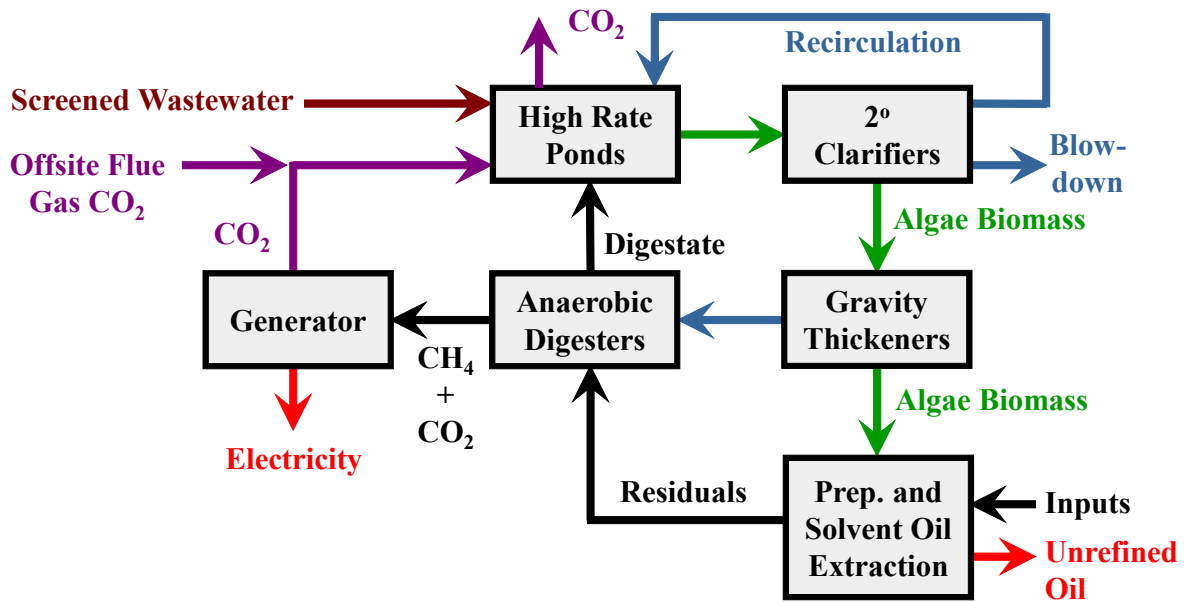 CO₂
Recirculation
Screened Wastewater
High Rate
Ponds
2º
Clarifiers
Offsite Flue
Gas CO₂
Blow-
down
CO₂
Digestate
Algae Biomass
Generator
Anaerobic
Digesters
Gravity
Thickeners
CH₄
+
CO₂
Algae Biomass
Electricity
Residuals
Prep. and
Solvent Oil
Extraction
Inputs
Unrefined
Oil